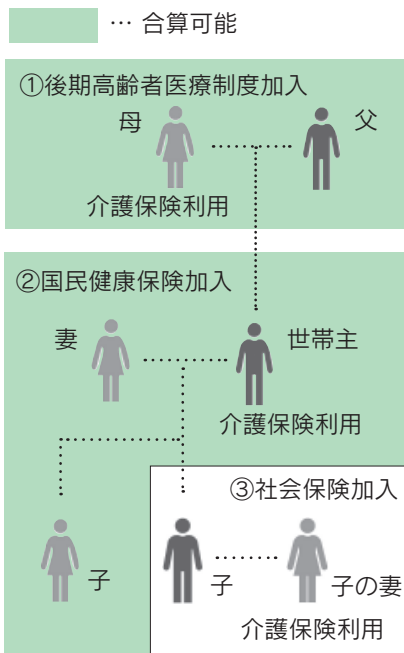 … 合算可能
①後期高齢者医療制度加入
母
父
介護保険利用
②国民健康保険加入
妻
世帯主
介護保険利用
③社会保険加入
子
子
子の妻
介護保険利用